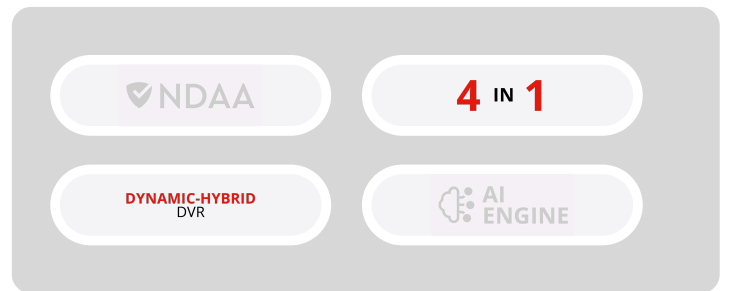 NDAA
4 IN 1
DYNAMIC-HYBRID
DVR
AI
ENGINE